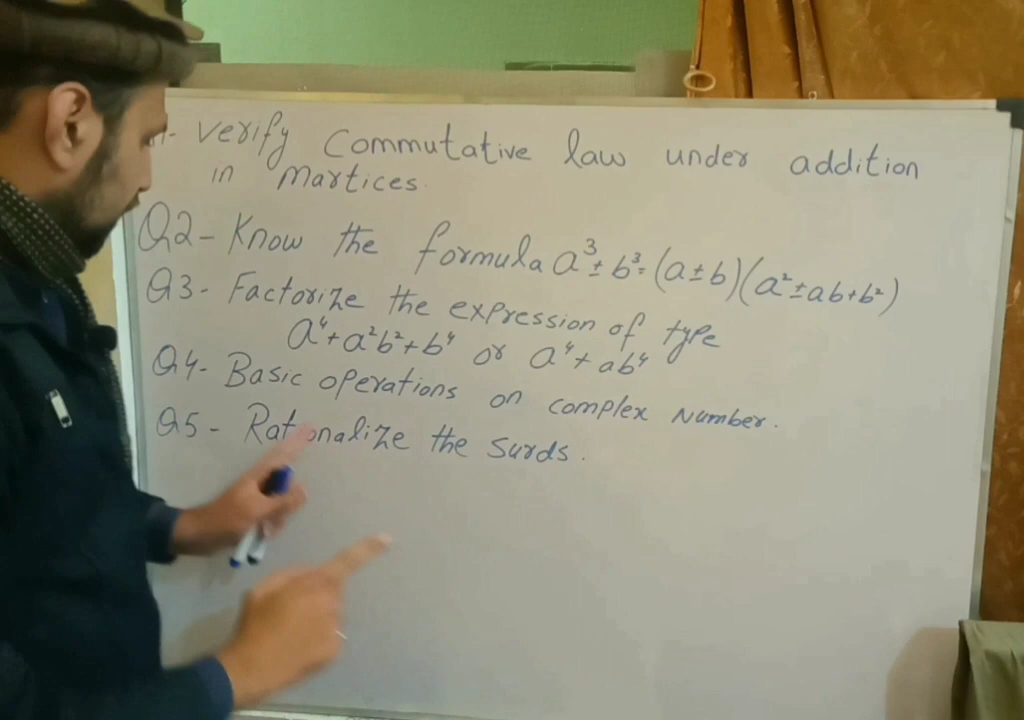 1- Verify Commutative law under addition
in Martices.
Q2- Know the formula a³ ± b³ = (a ± b)(a² ± ab + b²)
Q3- Factorize the expression of type
a⁴ + a²b² + b⁴ or a⁴ + ab⁴
Q4- Basic operations on complex Number.
Q5- Rationalize the Surds.